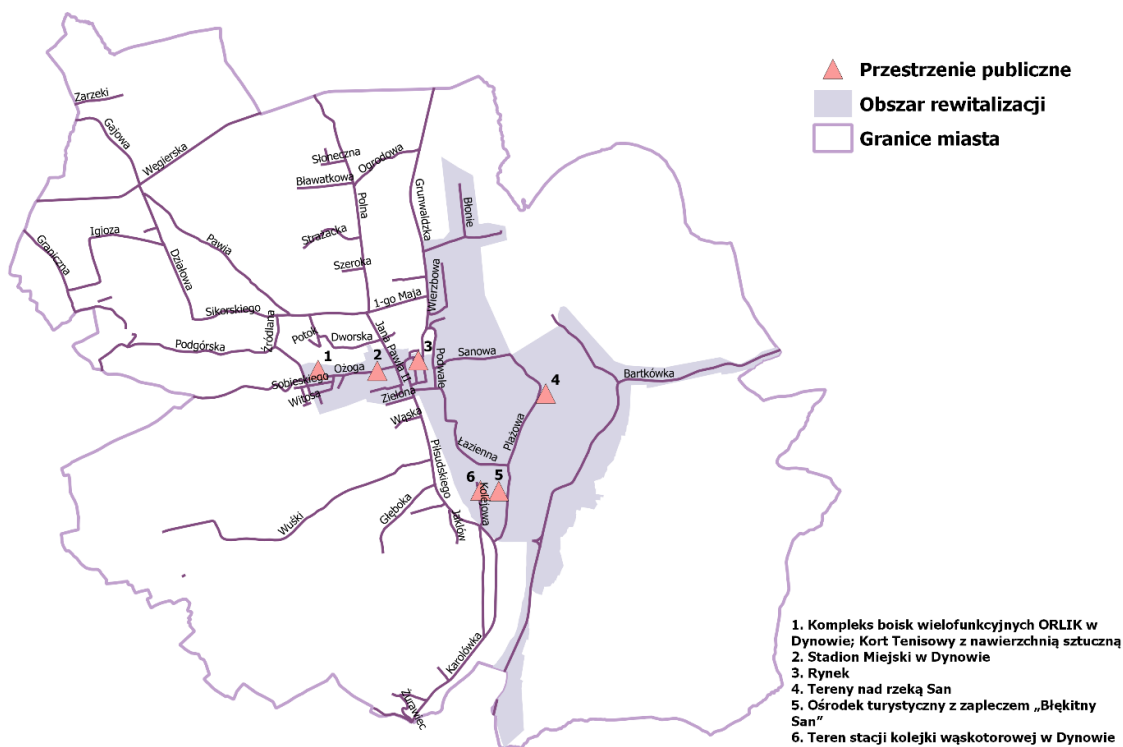 Przestrzenie publiczne
Obszar rewitalizacji
Granice miasta
Zarzeki
Gajowa
Węgierska
Słoneczna
Ogrodowa
Bławatkowa
Polna
Grunwaldzka
Błonie
Igioza
Graniczna
Pawia
Działowa
Strażacka
Szeroka
1-go Maja
Wierzbowa
Sikorskiego
Źródlana
Potok
Dworska
Jana Pawła II
Podgórska
1
2
3
Podwale
Sanowa
Ożoga
Sobieskiego
Witosa
Zielona
Wąska
4
Bartkówka
Plażowa
Łazienna
Piłsudskiego
6
5
Kolejowa
Głęboka
Jaklów
Wuśki
Karolówka
Żurawiec
1. Kompleks boisk wielofunkcyjnych ORLIK w
Dynowie; Kort Tenisowy z nawierzchnią sztuczną
2. Stadion Miejski w Dynowie
3. Rynek
4. Tereny nad rzeką San
5. Ośrodek turystyczny z zapleczem „Błękitny
San"
6. Teren stacji kolejki wąskotorowej w Dynowie